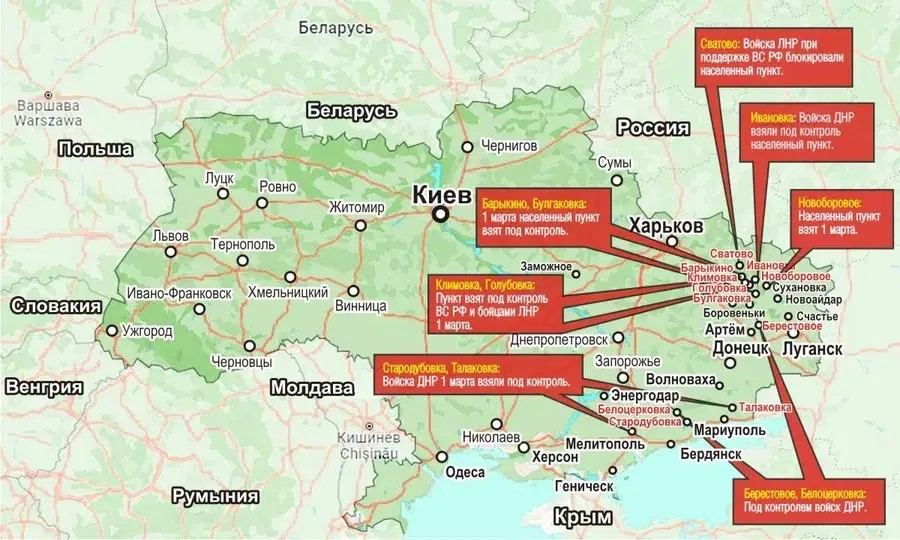 Беларусь
Сватово: Войска ЛНР при
поддержке ВС РФ блокировали
населенный пункт.
Варшава
Warszawa
Беларусь
Россия
Ивановка: Войска ДНР
взяли под контроль
населенный пункт.
Польша
Чернигов
Сумы
Луцк
Ровно
Киев
Барыкино, Булгаковка:
1 марта населенный пункт
взят под контроль.
Новоборовое:
Населенный пункт
взят 1 марта.
Житомир
Харьков
Львов
Тернополь
Сватово
Заможное
Барыкино
Ивановка
Климовка
Новоборовое
Голубовка
Сухановка
Булгаковка
Новоайдар
Ивано-Франковск
Хмельницкий
Винница
Климовка, Голубовка:
Пункт взят под контроль
ВС РФ и бойцами ЛНР
1 марта.
Словакия
Боровеньки
Счастье
Ужгород
Артём
Берестовое
Днепропетровск
Черновцы
Донецк
Луганск
Запорожье
Стародубовка, Талаковка:
Войска ДНР 1 марта взяли под контроль.
Волноваха
Венгрия
Молдава
Энергодар
Белоцерковка
Талаковка
Стародубовка
Мариуполь
Кишинев
Chișinău
Николаев
Мелитополь
Херсон
Бердянск
Одеса
Геническ
Румыния
Крым
Берестовое, Белоцерковка:
Под контролем войск ДНР.